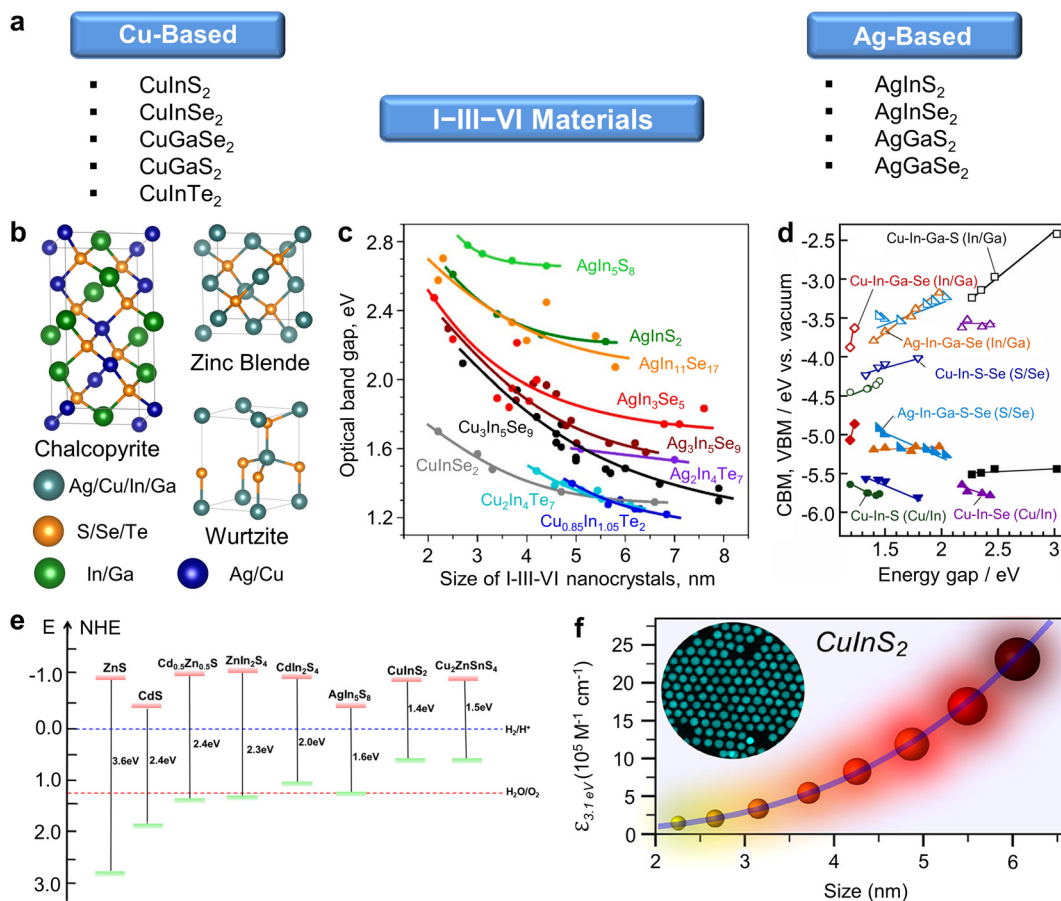 a
Cu-Based
Ag-Based
I–III–VI Materials
▪ CuInS₂
▪ CuInSe₂
▪ CuGaSe₂
▪ CuGaS₂
▪ CuInTe₂
▪ AgInS₂
▪ AgInSe₂
▪ AgGaS₂
▪ AgGaSe₂
b
Chalcopyrite
Zinc Blende
Wurtzite
Ag/Cu/In/Ga
S/Se/Te
In/Ga
Ag/Cu
c
Optical band gap, eV
2.8
2.4
2.0
1.6
1.2
AgIn₅S₈
AgInS₂
AgIn₁₁Se₁₇
AgIn₃Se₅
Cu₃In₅Se₉
Ag₃In₅Se₉
CuInSe₂
Ag₂In₄Te₇
Cu₂In₄Te₇
Cu₀.₈₅In₁.₀₅Te₂
2 3 4 5 6 7 8
Size of I-III-VI nanocrystals, nm
d
CBM, VBM / eV vs. vacuum
-2.5
-3.0
-3.5
-4.0
-4.5
-5.0
-5.5
-6.0
Cu-In-Ga-S (In/Ga)
Cu-In-Ga-Se (In/Ga)
Ag-In-Ga-Se (In/Ga)
Cu-In-S-Se (S/Se)
Ag-In-Ga-S-Se (S/Se)
Cu-In-S (Cu/In)
Cu-In-Se (Cu/In)
1.5 2 2.5 3
Energy gap / eV
e
E NHE
-1.0
0.0
1.0
2.0
3.0
ZnS
CdS
Cd₀.₅Zn₀.₅S
ZnIn₂S₄
CdIn₂S₄
AgIn₅S₈
CuInS₂
Cu₂ZnSnS₄
3.6eV
2.4eV
2.4eV
2.3eV
2.0eV
1.6eV
1.4eV
1.5eV
H₂/H⁺
H₂O/O₂
f
CuInS₂
ε₃.₁ ₑV (10⁵ M⁻¹ cm⁻¹)
25
20
15
10
5
0
2 3 4 5 6
Size (nm)